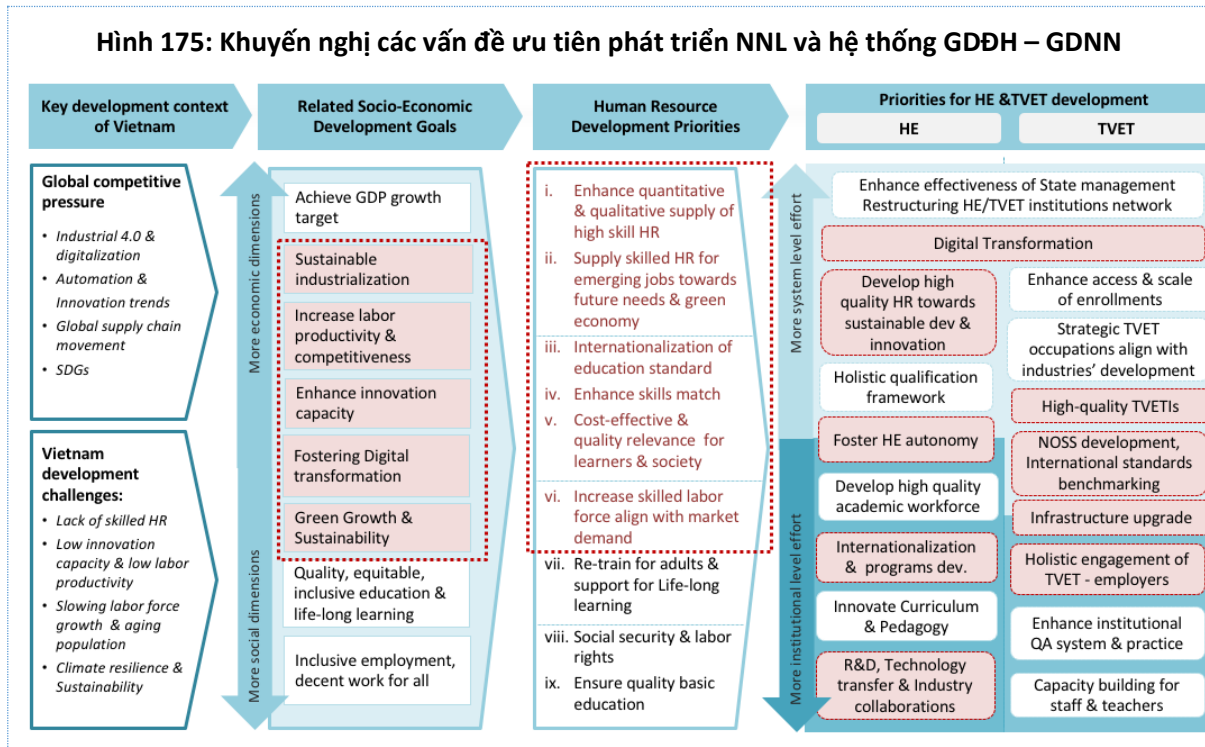 Hình 175: Khuyến nghị các vấn đề ưu tiên phát triển NNL và hệ thống GDĐH – GDNN
Key development context
of Vietnam
Related Socio-Economic
Development Goals
Human Resource
Development Priorities
Priorities for HE &TVET development
HE
TVET
Global competitive
pressure
• Industrial 4.0 &
digitalization
• Automation &
Innovation trends
• Global supply chain
movement
• SDGs
Vietnam
development
challenges:
• Lack of skilled HR
• Low innovation
capacity & low labor
productivity
• Slowing labor force
growth & aging
population
• Climate resilience &
Sustainability
More economic dimensions
More social dimensions
Achieve GDP growth
target
Sustainable
industrialization
Increase labor
productivity &
competitiveness
Enhance innovation
capacity
Fostering Digital
transformation
Green Growth &
Sustainability
Quality, equitable,
inclusive education &
life-long learning
Inclusive employment,
decent work for all
i. Enhance quantitative
& qualitative supply of
high skill HR
ii. Supply skilled HR for
emerging jobs towards
future needs & green
economy
iii. Internationalization of
education standard
iv. Enhance skills match
v. Cost-effective &
quality relevance for
learners & society
vi. Increase skilled labor
force align with market
demand
vii. Re-train for adults &
support for Life-long
learning
viii. Social security & labor
rights
ix. Ensure quality basic
education
More system level effort
More institutional level effort
Enhance effectiveness of State management
Restructuring HE/TVET institutions network
Digital Transformation
Develop high
quality HR towards
sustainable dev &
innovation
Holistic qualification
framework
Foster HE autonomy
Develop high quality
academic workforce
Internationalization
& programs dev.
Innovate Curriculum
& Pedagogy
R&D, Technology
transfer & Industry
collaborations
Enhance access & scale
of enrollments
Strategic TVET
occupations align with
industries’ development
High-quality TVETIs
NOSS development,
International standards
benchmarking
Infrastructure upgrade
Holistic engagement of
TVET - employers
Enhance institutional
QA system & practice
Capacity building for
staff & teachers